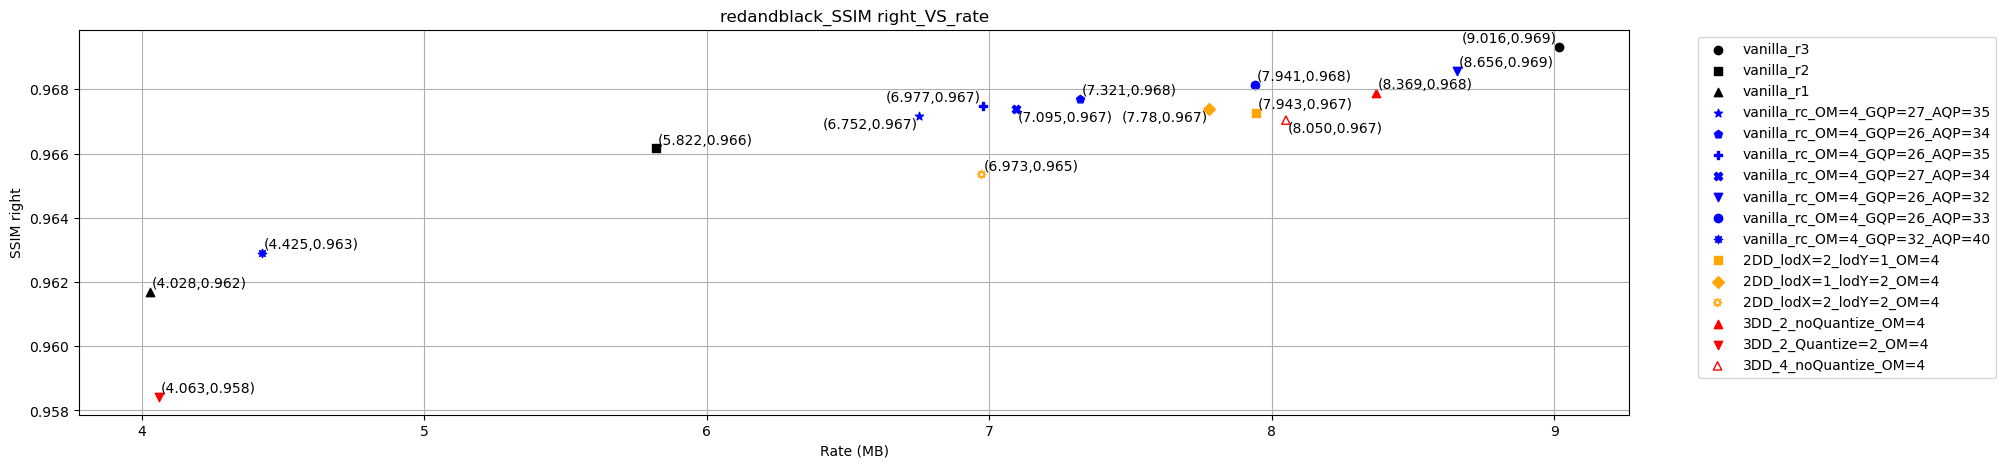 redandblack_SSIM right_VS_rate
(9.016,0.969)
(8.656,0.969)
(7.941,0.968)
(8.369,0.968)
(7.321,0.968)
(6.977,0.967)
(7.943,0.967)
(7.095,0.967)
(7.78,0.967)
(6.752,0.967)
(8.050,0.967)
(5.822,0.966)
(6.973,0.965)
(4.425,0.963)
(4.028,0.962)
(4.063,0.958)
SSIM right
0.968
0.966
0.964
0.962
0.960
0.958
4 5 6 7 8 9
Rate (MB)
vanilla_r3
vanilla_r2
vanilla_r1
vanilla_rc_OM=4_GQP=27_AQP=35
vanilla_rc_OM=4_GQP=26_AQP=34
vanilla_rc_OM=4_GQP=26_AQP=35
vanilla_rc_OM=4_GQP=27_AQP=34
vanilla_rc_OM=4_GQP=26_AQP=32
vanilla_rc_OM=4_GQP=26_AQP=33
vanilla_rc_OM=4_GQP=32_AQP=40
2DD_lodX=2_lodY=1_OM=4
2DD_lodX=1_lodY=2_OM=4
2DD_lodX=2_lodY=2_OM=4
3DD_2_noQuantize_OM=4
3DD_2_Quantize=2_OM=4
3DD_4_noQuantize_OM=4